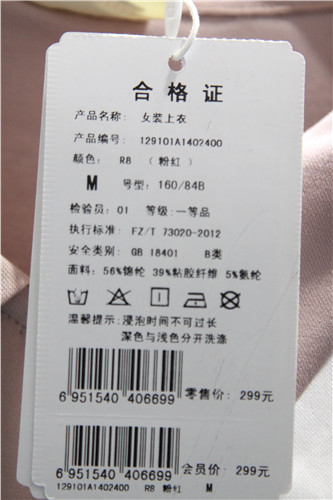 合格证
产品名称: 女装上衣
产品编号: 129101A1402400
颜色: R8 (粉红)
M 号型: 160/84B
检验员: 01 等级: 一等品
执行标准: FZ/T 73020-2012
安全类别: GB 18401 B类
面料: 56%锦纶 39%粘胶纤维 5%氨纶
温馨提示: 浸泡时间不可过长
深色与浅色分开洗涤
6 951540 406699 零售价: 299元
6 951540 406699 会员价: 299元
129101A1402400 R8 粉红 M